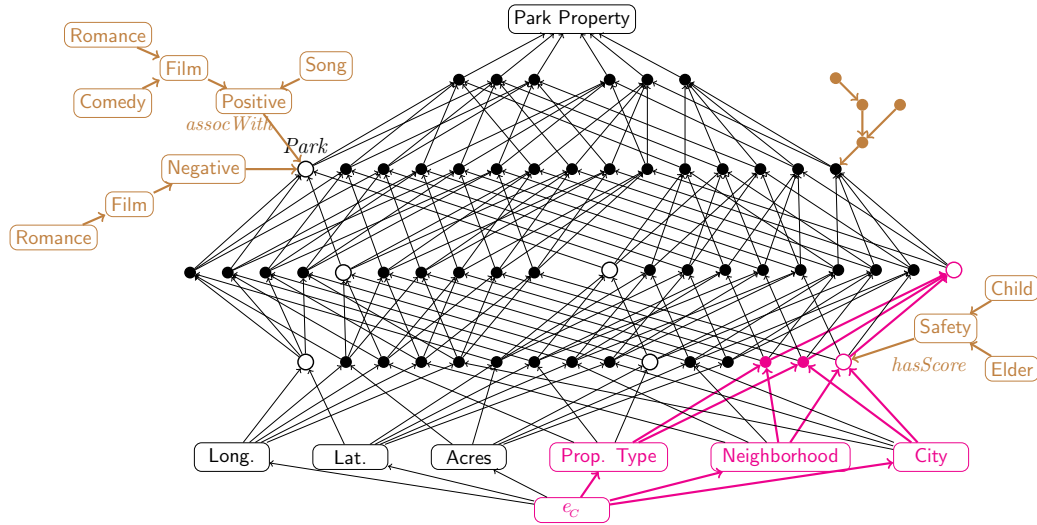 Park Property
Romance
Film
Song
Comedy
Positive
assocWith
Park
Negative
Film
Romance
Child
Safety
hasScore
Elder
Long.
Lat.
Acres
Prop. Type
Neighborhood
City
e_C